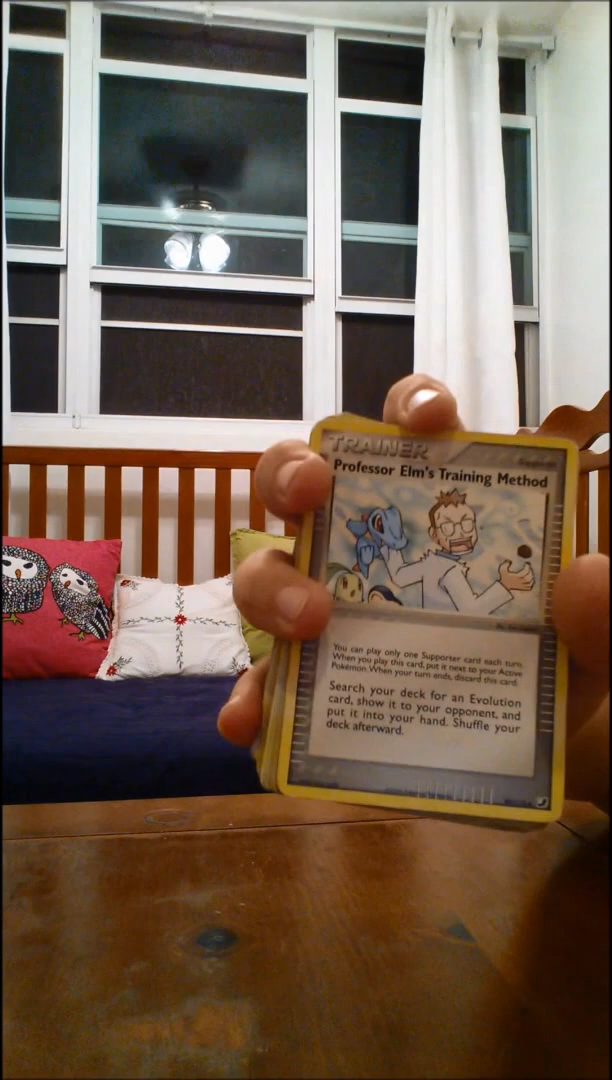 TRAINER
Professor Elm's Training Method
You can play only one Supporter card each turn.
When you play this card, put it next to your Active
Pokémon. When your turn ends, discard this card.
Search your deck for an Evolution
card, show it to your opponent, and
put it into your hand. Shuffle your
deck afterward.